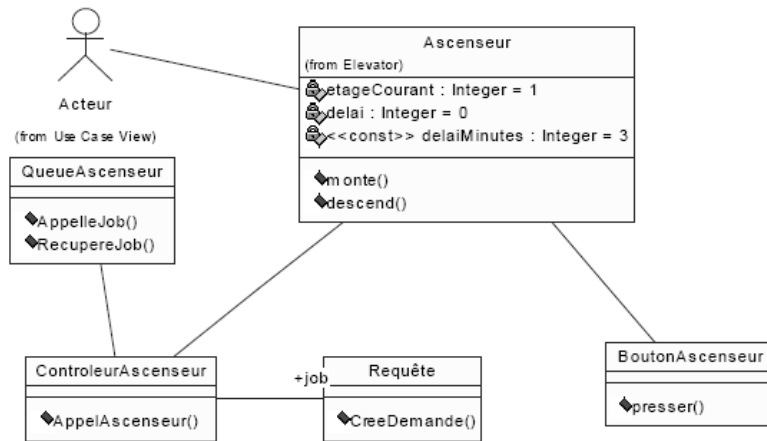 Ascenseur
(from Elevator)
etageCourant : Integer = 1
delai : Integer = 0
<<const>> delaiMinutes : Integer = 3
monte()
descend()
Acteur
(from Use Case View)
QueueAscenseur
AppelleJob()
RecupereJob()
ControleurAscenseur
AppelAscenseur()
+job
Requête
CreeDemande()
BoutonAscenseur
presser()